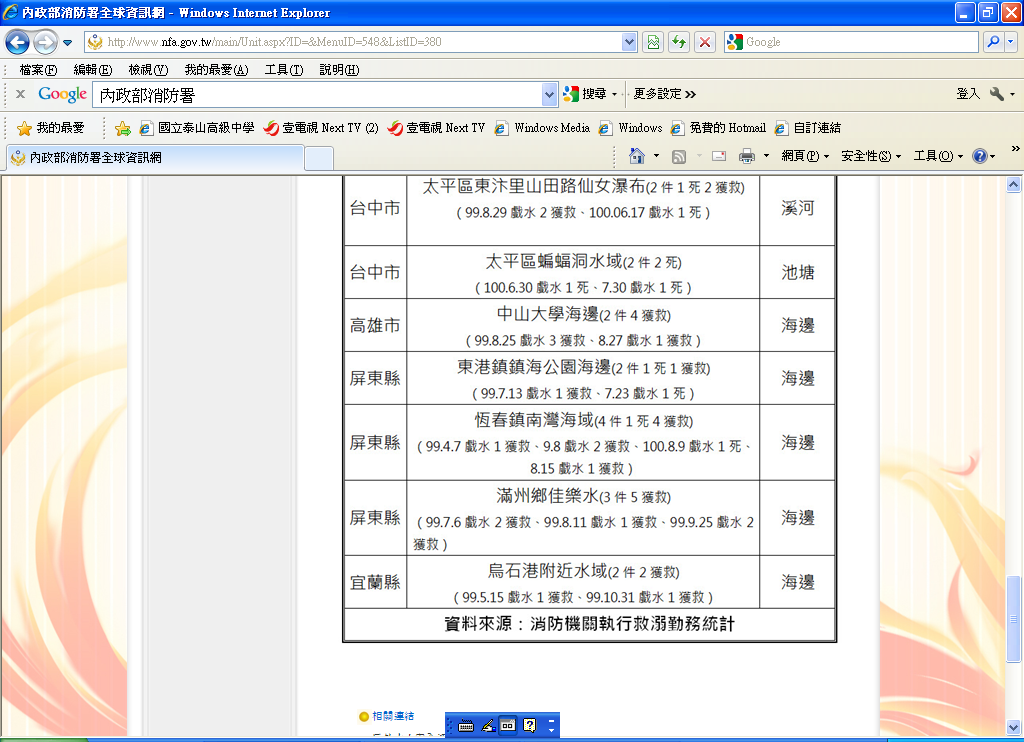 內政部消防署全球資訊網 - Windows Internet Explorer
http://www.nfa.gov.tw/main/Unit.aspx?ID=&MenuID=548&ListID=380
Google
檔案(F) 編輯(E) 檢視(V) 我的最愛(A) 工具(T) 說明(H)
x Google 內政部消防署 搜尋 更多設定 » 登入
我的最愛 國立泰山高級中學 壹電視 Next TV (2) 壹電視 Next TV Windows Media Windows 免費的 Hotmail 自訂連結
內政部消防署全球資訊網
網頁(P) 安全性(S) 工具(O) »
台中市 太平區東汴里山田路仙女瀑布(2 件 1 死 2 獲救) 溪河
（99.8.29 戲水 2 獲救、100.06.17 戲水 1 死）
台中市 太平區蝙蝠洞水域(2 件 2 死) 池塘
（100.6.30 戲水 1 死、7.30 戲水 1 死）
高雄市 中山大學海邊(2 件 4 獲救) 海邊
（99.8.25 戲水 3 獲救、8.27 戲水 1 獲救）
屏東縣 東港鎮鎮海公園海邊(2 件 1 死 1 獲救) 海邊
（99.7.13 戲水 1 獲救、7.23 戲水 1 死）
屏東縣 恆春鎮南灣海域(4 件 1 死 4 獲救) 海邊
（99.4.7 戲水 1 獲救、9.8 戲水 2 獲救、100.8.9 戲水 1 死、
8.15 戲水 1 獲救）
屏東縣 滿州鄉佳樂水(3 件 5 獲救) 海邊
（99.7.6 戲水 2 獲救、99.8.11 戲水 1 獲救、99.9.25 戲水 2
獲救）
宜蘭縣 烏石港附近水域(2 件 2 獲救) 海邊
（99.5.15 戲水 1 獲救、99.10.31 戲水 1 獲救）
資料來源：消防機關執行救溺勤務統計
相關連結